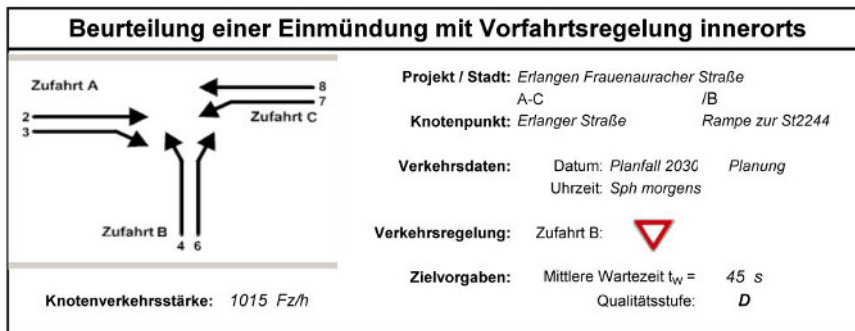 Beurteilung einer Einmündung mit Vorfahrtsregelung innerorts
Zufahrt A
8
7
Zufahrt C
2
3
Zufahrt B
4 6
Knotenverkehrsstärke: 1015 Fz/h
Projekt / Stadt: Erlangen Frauenauracher Straße
A-C /B
Knotenpunkt: Erlanger Straße Rampe zur St2244
Verkehrsdaten: Datum: Planfall 2030 Planung
Uhrzeit: Sph morgens
Verkehrsregelung: Zufahrt B:
Zielvorgaben: Mittlere Wartezeit tW = 45 s
Qualitätsstufe: D